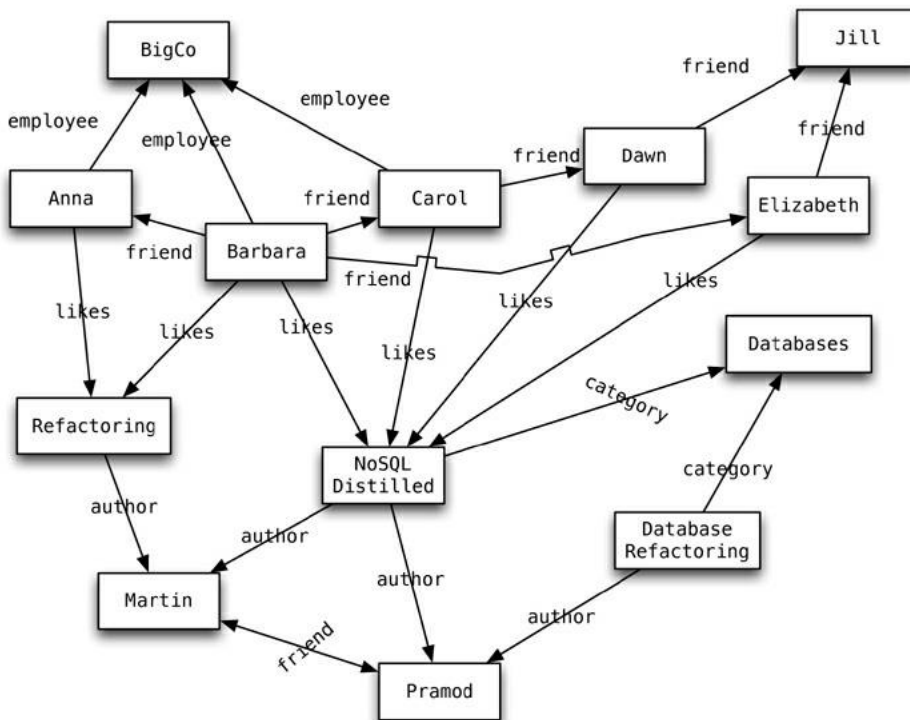 Jill
BigCo
friend
employee
employee
employee
friend
friend
Dawn
Anna
friend
Carol
Elizabeth
friend
Barbara
friend
likes
likes
likes
likes
likes
likes
Databases
category
Refactoring
NoSQL
Distilled
category
author
author
Database
Refactoring
author
Martin
author
friend
Pramod